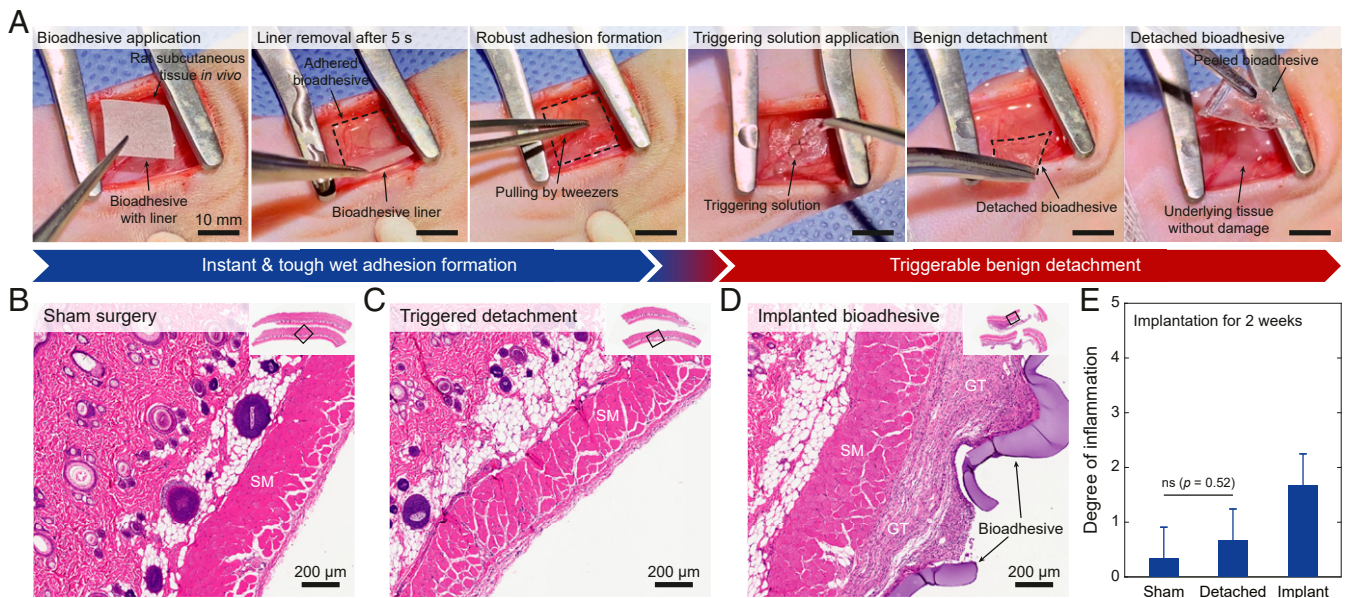 A
Bioadhesive application
Rat subcutaneous
tissue in vivo
Bioadhesive
with liner
10 mm
Liner removal after 5 s
Adhered
bioadhesive
Bioadhesive liner
Robust adhesion formation
Pulling by tweezers
Triggering solution application
Triggering solution
Benign detachment
Detached bioadhesive
Detached bioadhesive
Peeled bioadhesive
Underlying tissue
without damage
Instant & tough wet adhesion formation
Triggerable benign detachment
B
Sham surgery
SM
200 μm
C
Triggered detachment
SM
200 μm
D
Implanted bioadhesive
GT
SM
GT
Bioadhesive
200 μm
E
Implantation for 2 weeks
Degree of inflammation
5
4
3
2
1
0
ns (p = 0.52)
Sham
Detached
Implant